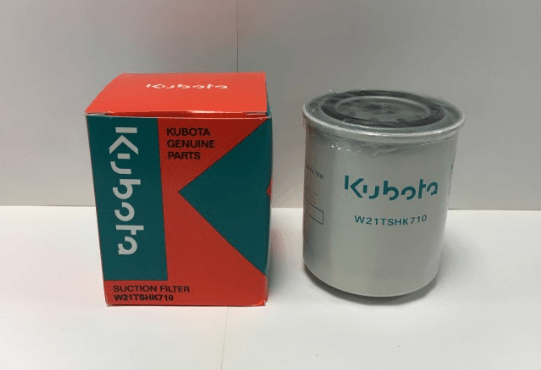 Kubota
Kubota
KUBOTA
GENUINE
PARTS
SUCTION FILTER
W21TSHK710
Kubota
W21TSHK710